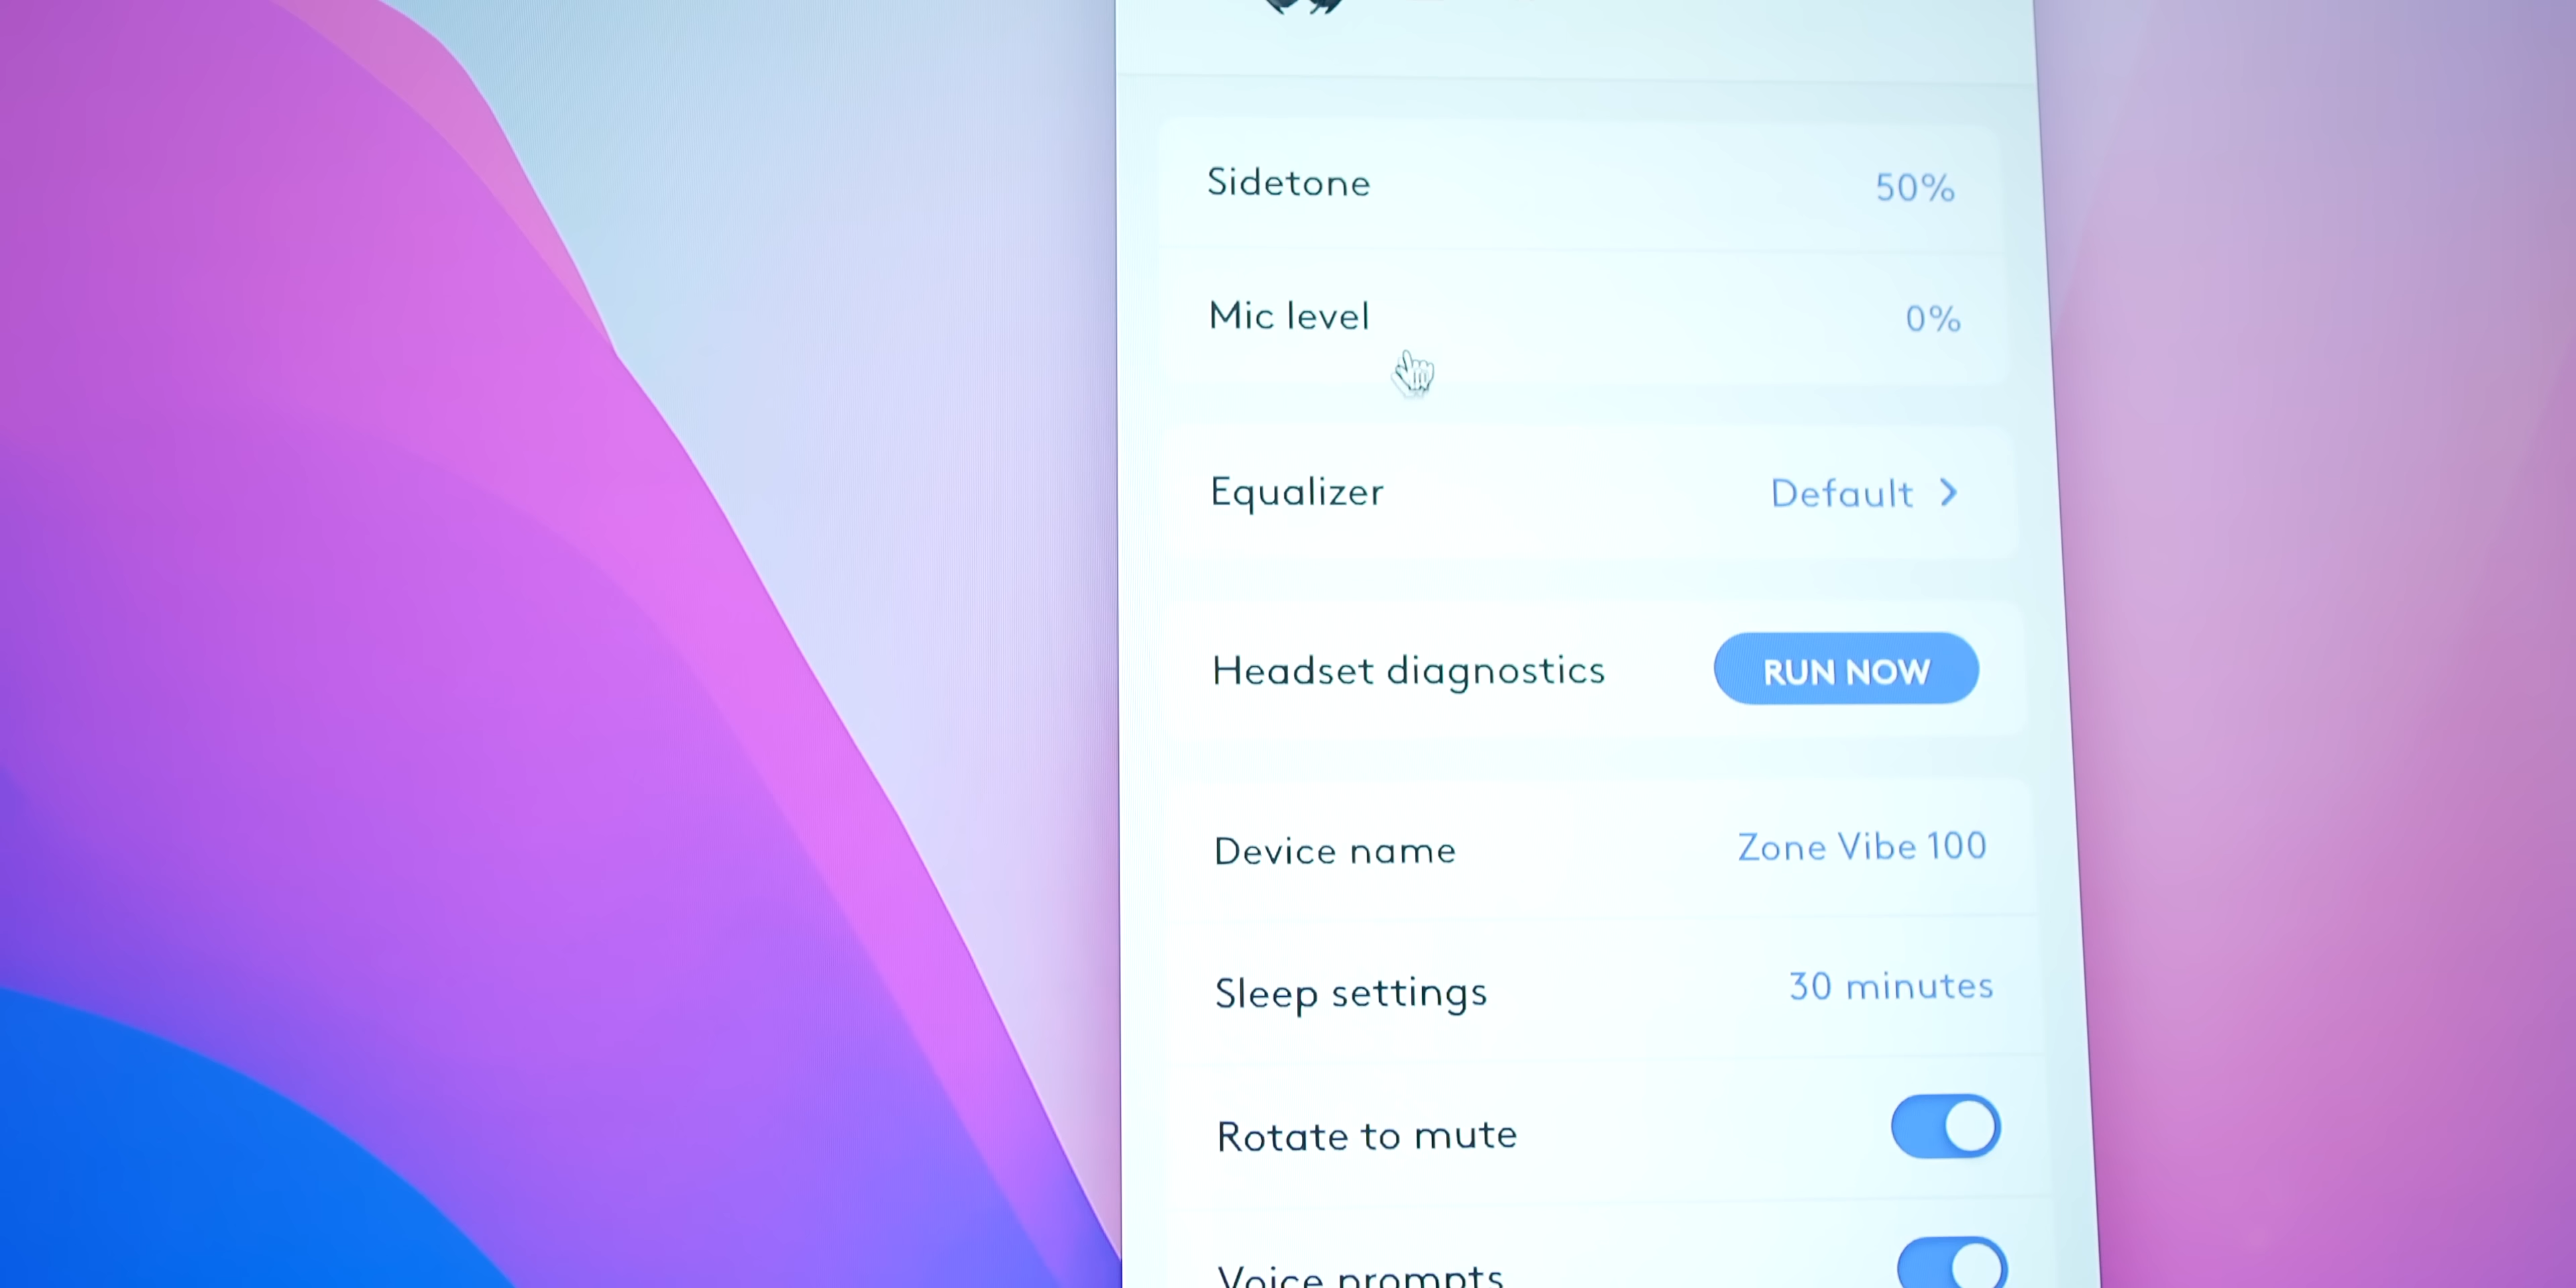 Sidetone 50%
Mic level 0%
Equalizer Default >
Headset diagnostics RUN NOW
Device name Zone Vibe 100
Sleep settings 30 minutes
Rotate to mute
Voice prompts